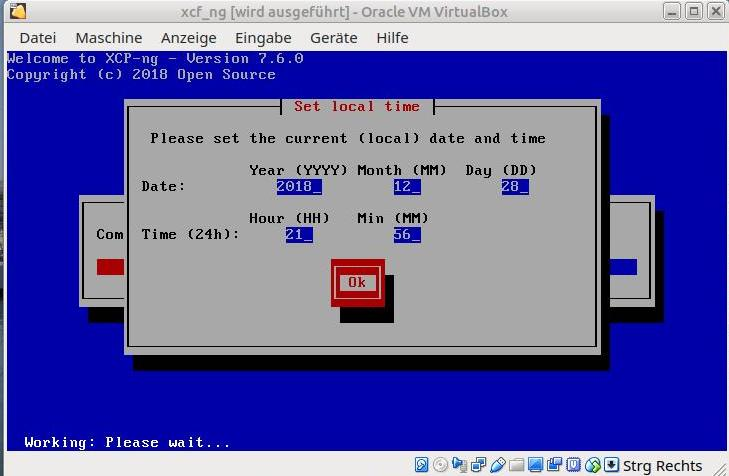 xcf_ng [wird ausgeführt] - Oracle VM VirtualBox
Datei Maschine Anzeige Eingabe Geräte Hilfe
Welcome to XCP-ng - Version 7.6.0
Copyright (c) 2018 Open Source
Set local time
Please set the current (local) date and time
Year (YYYY) Month (MM) Day (DD)
Date: 2018_ 12_ 28_
Hour (HH) Min (MM)
Com
Time (24h): 21_ 56_
Ok
Working: Please wait...
Strg Rechts